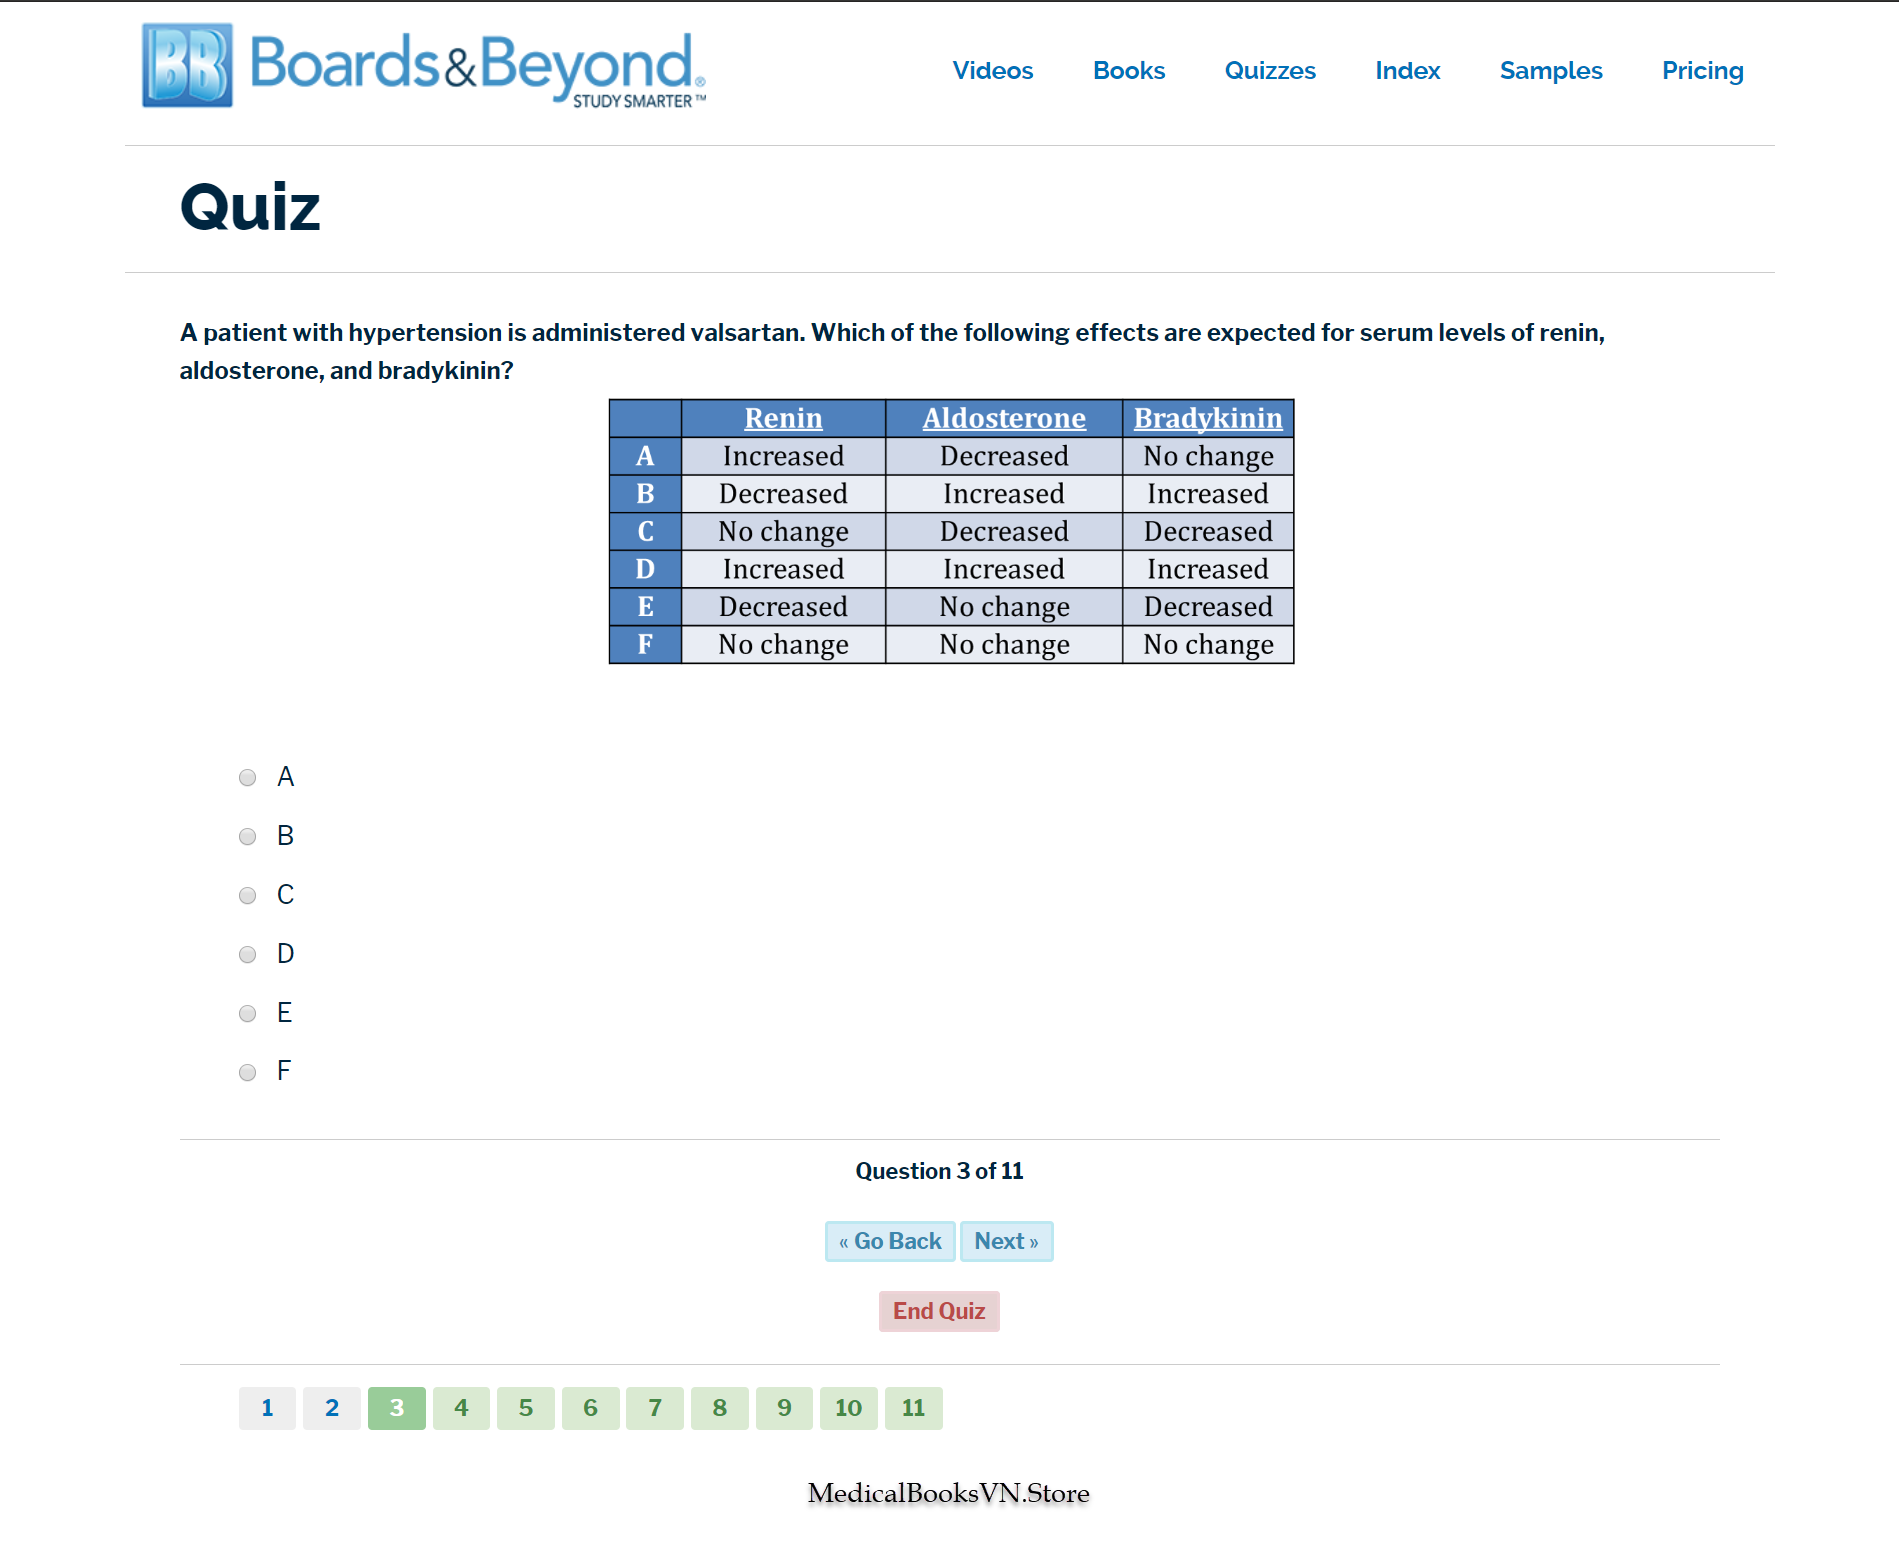 BB Boards&Beyond®
STUDY SMARTER™
Videos Books Quizzes Index Samples Pricing
Quiz
A patient with hypertension is administered valsartan. Which of the following effects are expected for serum levels of renin,
aldosterone, and bradykinin?
Renin Aldosterone Bradykinin
A Increased Decreased No change
B Decreased Increased Increased
C No change Decreased Decreased
D Increased Increased Increased
E Decreased No change Decreased
F No change No change No change
A
B
C
D
E
F
Question 3 of 11
« Go Back Next »
End Quiz
1 2 3 4 5 6 7 8 9 10 11
MedicalBooksVN.Store